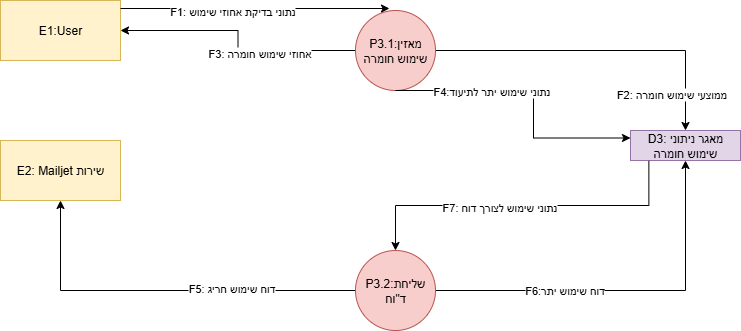 E1:User
F1: נתוני בדיקת אחוזי שימוש
F3: אחוזי שימוש חומרה
P3.1:מאזין
שימוש חומרה
F4:נתוני שימוש יתר לתיעוד
F2: ממוצעי שימוש חומרה
D3: מאגר ניתוני
שימוש חומרה
E2: Mailjet שירות
F7: נתוני שימוש לצורך דוח
P3.2:שליחת
ד"וח
F5: דוח שימוש חריג
F6:דוח שימוש יתר